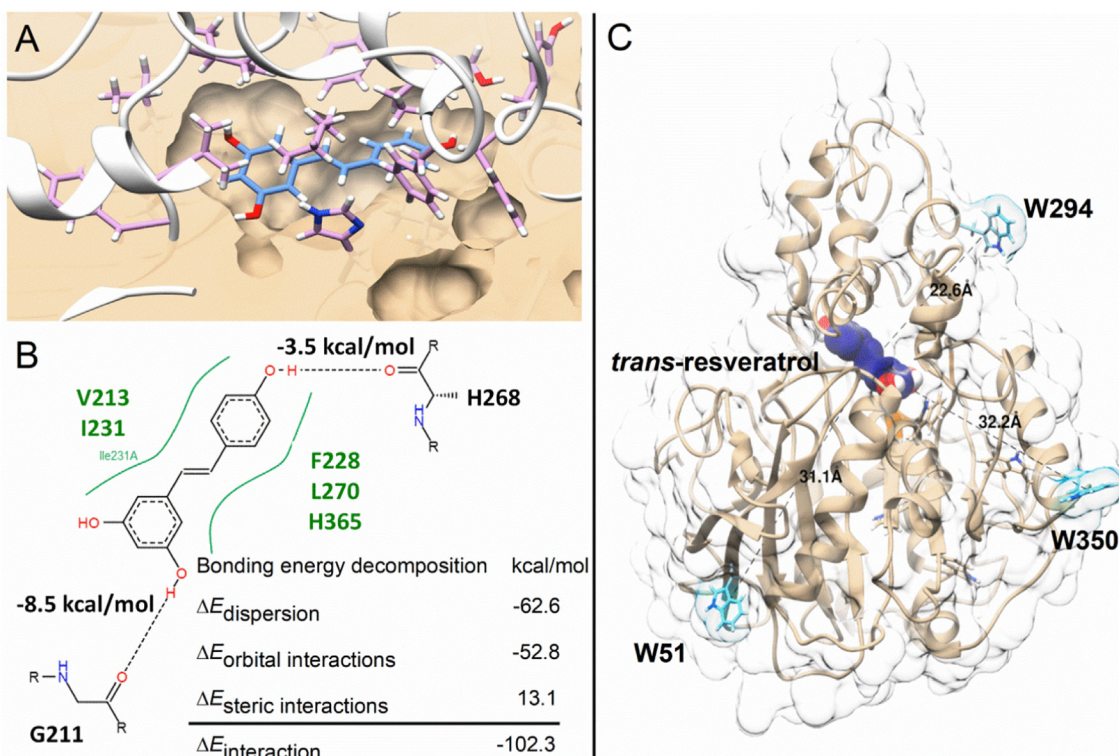 A
B
-3.5 kcal/mol
R
O H
O
H268
H
N
R
V213
I231
Ile231A
F228
L270
H365
HO
O
H
-8.5 kcal/mol
H
R N
O
R
G211
Bonding energy decomposition kcal/mol
ΔEdispersion -62.6
ΔEorbital interactions -52.8
ΔEsteric interactions 13.1
ΔEinteraction -102.3
C
W294
22.6Å
trans-resveratrol
32.2Å
31.1Å
W350
W51